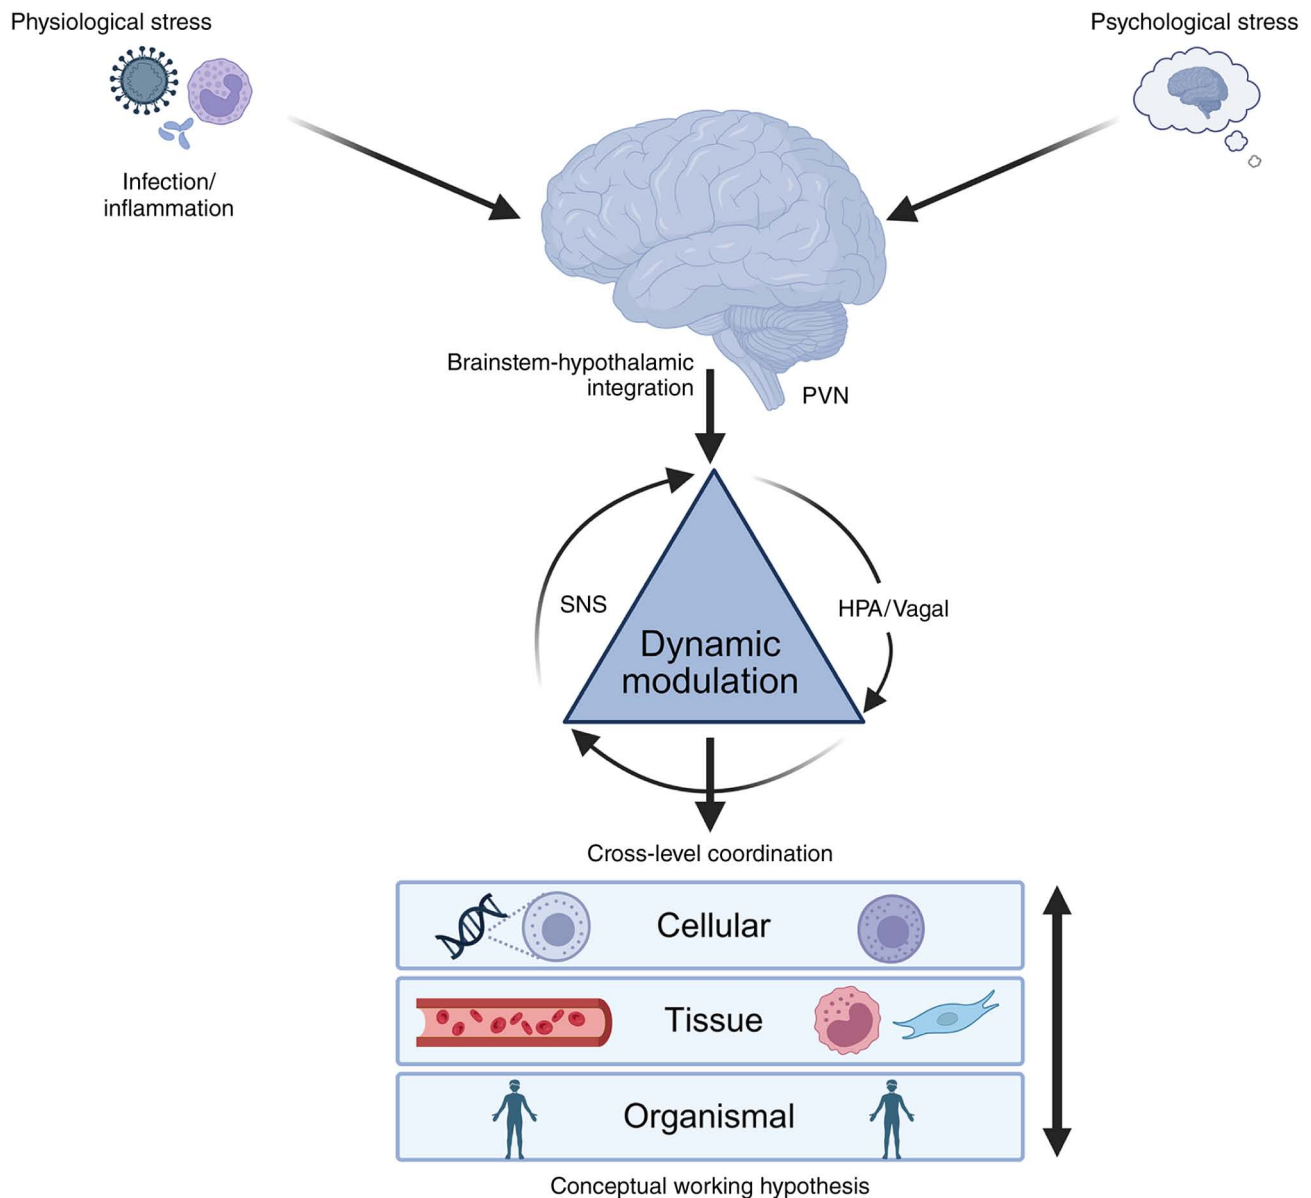 Physiological stress
Psychological stress
Infection/
inflammation
Brainstem-hypothalamic
integration
PVN
SNS
HPA/Vagal
Dynamic
modulation
Cross-level coordination
Cellular
Tissue
Organismal
Conceptual working hypothesis